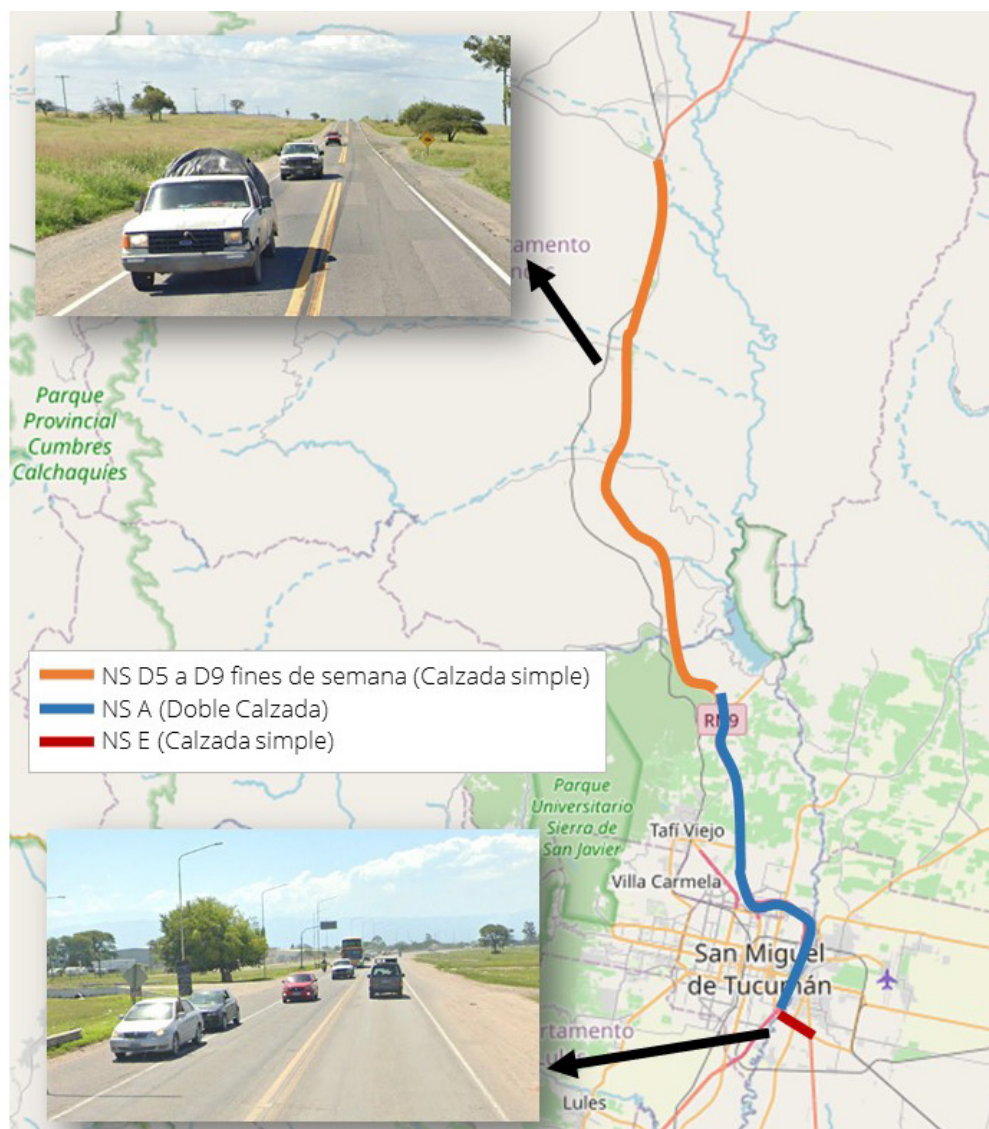 Parque
Provincial
Cumbres
Calchaquíes
NS D5 a D9 fines de semana (Calzada simple)
NS A (Doble Calzada)
NS E (Calzada simple)
Parque
Universitario
Sierra de
San Javier
Tafí Viejo
Villa Carmela
San Miguel
de Tucumán
Lules